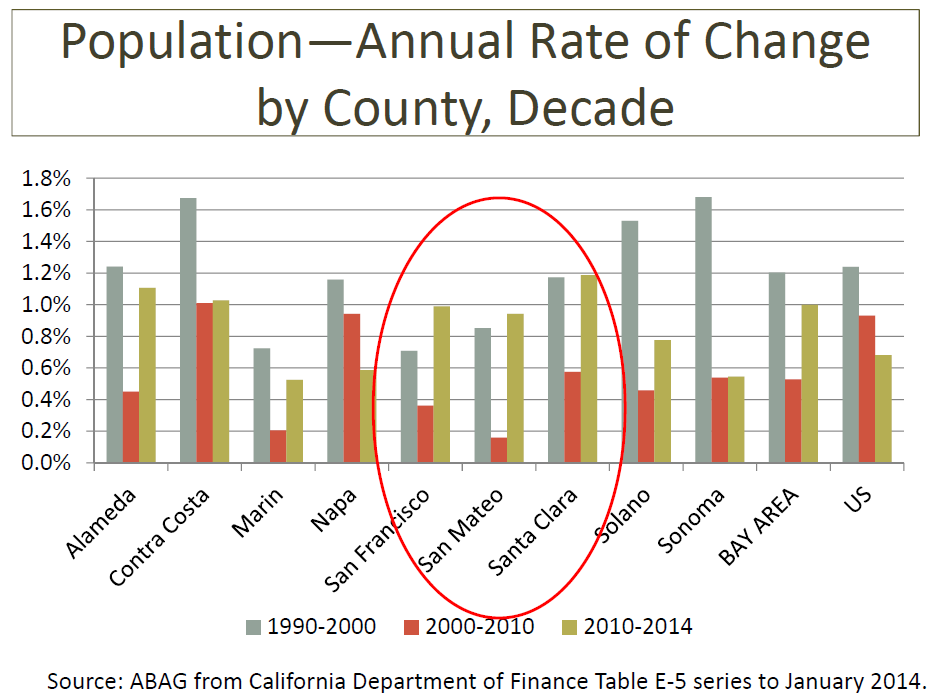 Population—Annual Rate of Change
by County, Decade
1.8%
1.6%
1.4%
1.2%
1.0%
0.8%
0.6%
0.4%
0.2%
0.0%
Alameda
Contra Costa
Marin
Napa
San Francisco
San Mateo
Santa Clara
Solano
Sonoma
BAY AREA
US
1990-2000 2000-2010 2010-2014
Source: ABAG from California Department of Finance Table E-5 series to January 2014.